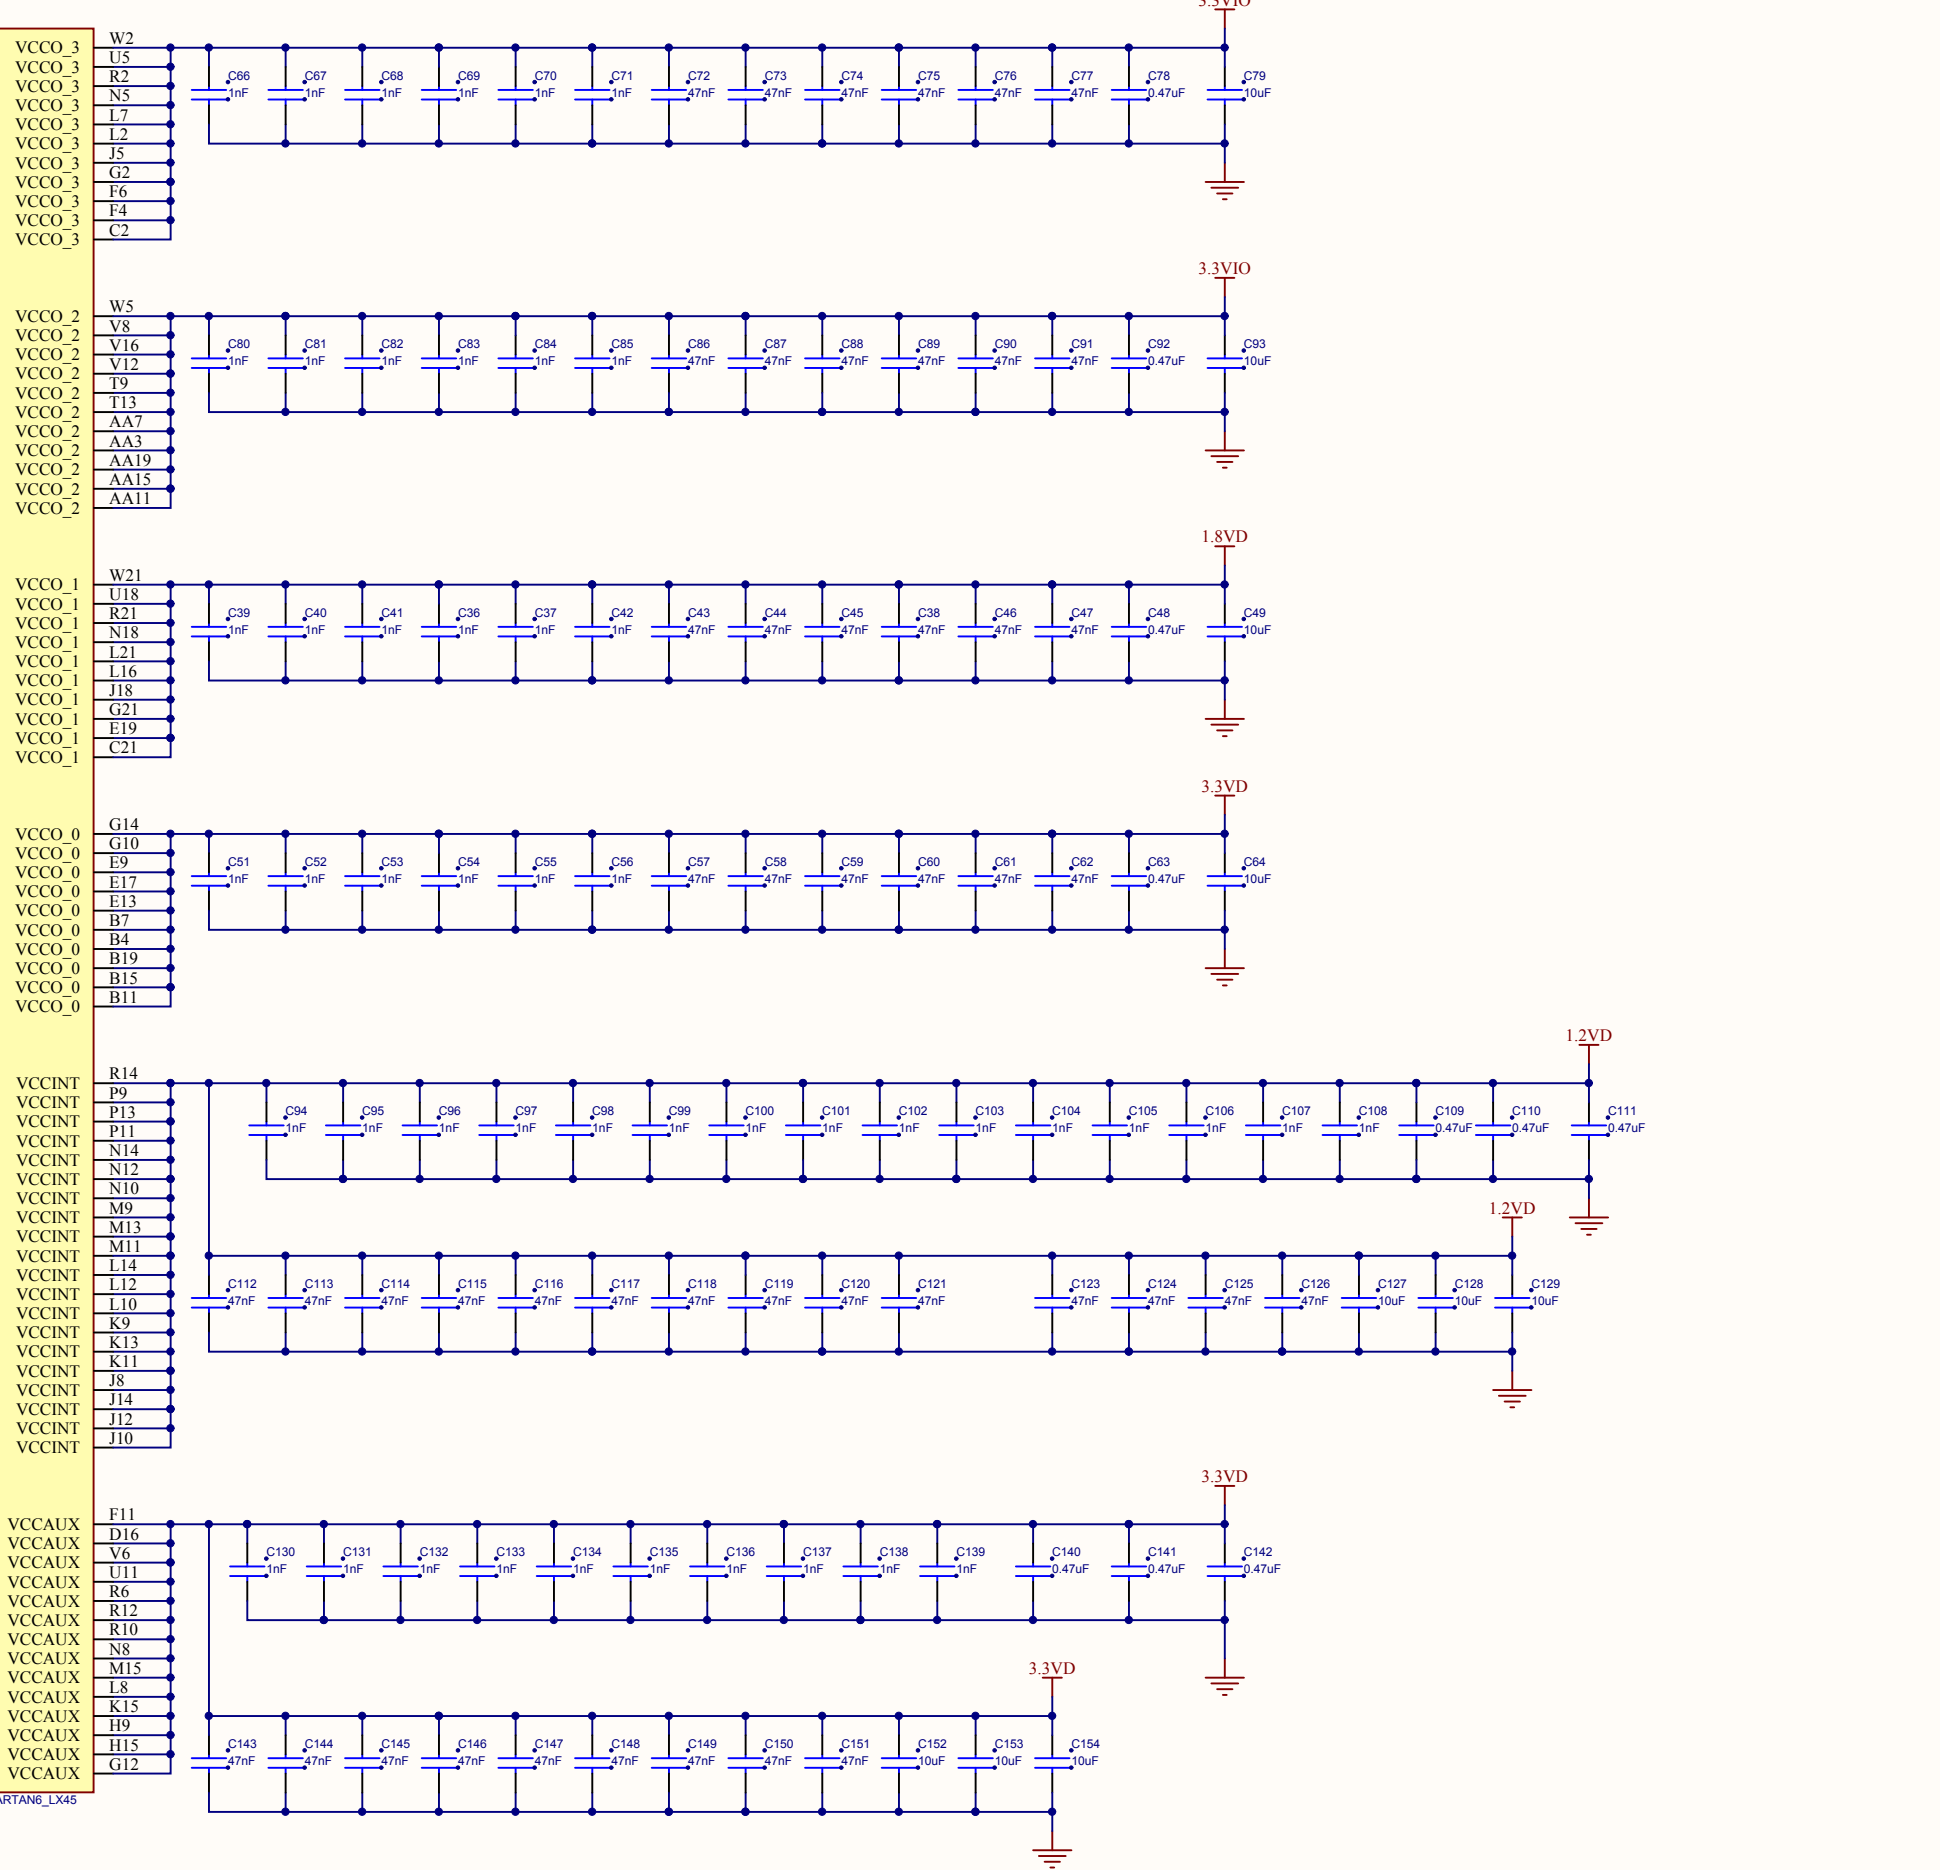 3.3VIO
VCCO_3 W2
VCCO_3 U5
VCCO_3 R2
VCCO_3 N5
VCCO_3 L7
VCCO_3 L2
VCCO_3 J5
VCCO_3 G2
VCCO_3 F6
VCCO_3 F4
VCCO_3 C2
C66 C67 C68 C69 C70 C71 C72 C73 C74 C75 C76 C77 C78 C79
1nF 1nF 1nF 1nF 1nF 1nF 47nF 47nF 47nF 47nF 47nF 47nF 0.47uF 10uF
3.3VIO
VCCO_2 W5
VCCO_2 V8
VCCO_2 V16
VCCO_2 V12
VCCO_2 T9
VCCO_2 T13
VCCO_2 AA7
VCCO_2 AA3
VCCO_2 AA19
VCCO_2 AA15
VCCO_2 AA11
C80 C81 C82 C83 C84 C85 C86 C87 C88 C89 C90 C91 C92 C93
1nF 1nF 1nF 1nF 1nF 1nF 47nF 47nF 47nF 47nF 47nF 47nF 0.47uF 10uF
1.8VD
VCCO_1 W21
VCCO_1 U18
VCCO_1 R21
VCCO_1 N18
VCCO_1 L21
VCCO_1 L16
VCCO_1 J18
VCCO_1 G21
VCCO_1 E19
VCCO_1 C21
C39 C40 C41 C36 C37 C42 C43 C44 C45 C38 C46 C47 C48 C49
1nF 1nF 1nF 1nF 1nF 1nF 47nF 47nF 47nF 47nF 47nF 47nF 0.47uF 10uF
3.3VD
VCCO_0 G14
VCCO_0 G10
VCCO_0 E9
VCCO_0 E17
VCCO_0 E13
VCCO_0 B7
VCCO_0 B4
VCCO_0 B19
VCCO_0 B15
VCCO_0 B11
C51 C52 C53 C54 C55 C56 C57 C58 C59 C60 C61 C62 C63 C64
1nF 1nF 1nF 1nF 1nF 1nF 47nF 47nF 47nF 47nF 47nF 47nF 0.47uF 10uF
1.2VD
VCCINT R14
VCCINT P9
VCCINT P13
VCCINT P11
VCCINT N14
VCCINT N12
VCCINT N10
VCCINT M9
VCCINT M13
VCCINT M11
VCCINT L14
VCCINT L12
VCCINT L10
VCCINT K9
VCCINT K13
VCCINT K11
VCCINT J8
VCCINT J14
VCCINT J12
VCCINT J10
C94 C95 C96 C97 C98 C99 C100 C101 C102 C103 C104 C105 C106 C107 C108 C109 C110 C111
1nF 1nF 1nF 1nF 1nF 1nF 1nF 1nF 1nF 1nF 1nF 1nF 1nF 1nF 1nF 0.47uF 0.47uF 0.47uF
1.2VD
C112 C113 C114 C115 C116 C117 C118 C119 C120 C121 C123 C124 C125 C126 C127 C128 C129
47nF 47nF 47nF 47nF 47nF 47nF 47nF 47nF 47nF 47nF 47nF 47nF 47nF 47nF 10uF 10uF 10uF
3.3VD
VCCAUX F11
VCCAUX D16
VCCAUX V6
VCCAUX U11
VCCAUX R6
VCCAUX R12
VCCAUX R10
VCCAUX N8
VCCAUX M15
VCCAUX L8
VCCAUX K15
VCCAUX H9
VCCAUX H15
VCCAUX G12
C130 C131 C132 C133 C134 C135 C136 C137 C138 C139 C140 C141 C142
1nF 1nF 1nF 1nF 1nF 1nF 1nF 1nF 1nF 1nF 0.47uF 0.47uF 0.47uF
3.3VD
C143 C144 C145 C146 C147 C148 C149 C150 C151 C152 C153 C154
47nF 47nF 47nF 47nF 47nF 47nF 47nF 47nF 47nF 10uF 10uF 10uF
ARTAN6_LX45